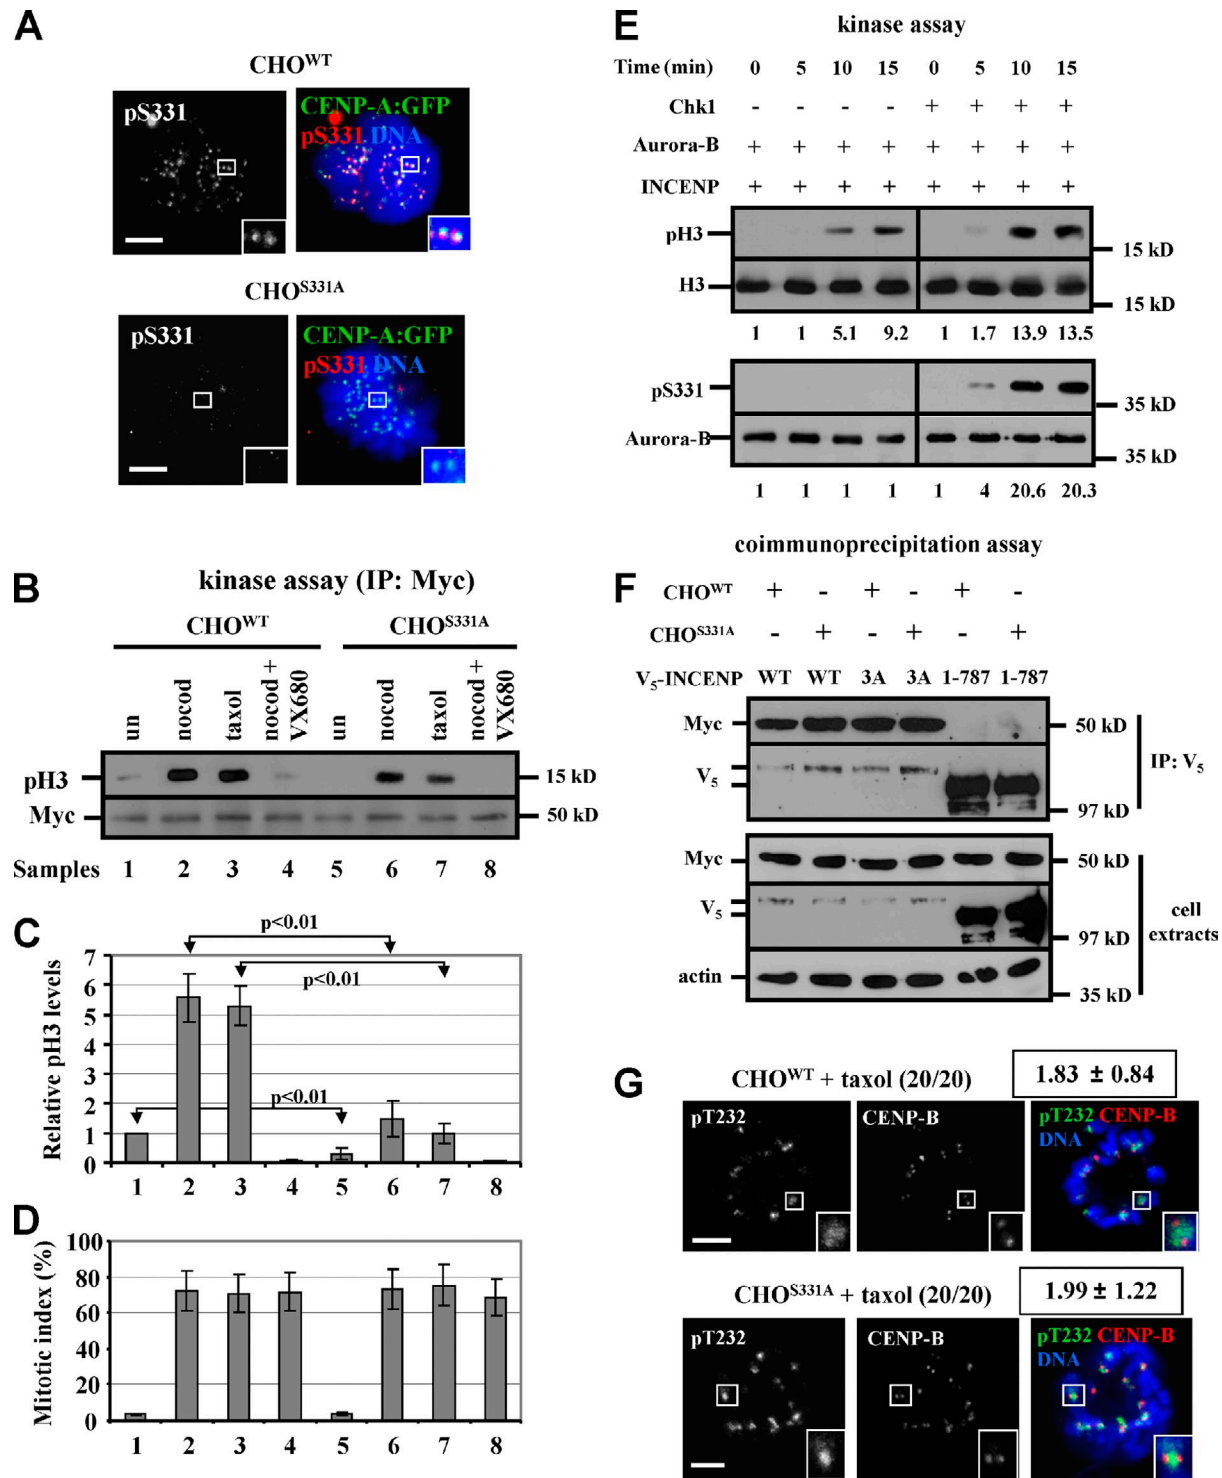 A
CHO^WT
pS331
CENP-A:GFP
pS331 DNA
CHO^S331A
pS331
CENP-A:GFP
pS331 DNA
B
kinase assay (IP: Myc)
CHO^WT CHO^S331A
un nocod taxol nocod + VX680 un nocod taxol nocod + VX680
pH3 15 kD
Myc 50 kD
Samples 1 2 3 4 5 6 7 8
C
p<0.01
p<0.01
p<0.01
Relative pH3 levels
7
6
5
4
3
2
1
0
1 2 3 4 5 6 7 8
D
Mitotic index (%)
100
80
60
40
20
0
1 2 3 4 5 6 7 8
E
kinase assay
Time (min) 0 5 10 15 0 5 10 15
Chk1 - - - - + + + +
Aurora-B + + + + + + + +
INCENP + + + + + + + +
pH3 15 kD
H3 15 kD
1 1 5.1 9.2 1 1.7 13.9 13.5
pS331 35 kD
Aurora-B 35 kD
1 1 1 1 1 4 20.6 20.3
coimmunoprecipitation assay
F
CHO^WT + - + - + -
CHO^S331A - + - + - +
V5-INCENP WT WT 3A 3A 1-787 1-787
Myc 50 kD
V5 97 kD
IP: V5
Myc 50 kD
V5 97 kD
actin 35 kD
cell extracts
G
CHO^WT + taxol (20/20) 1.83 ± 0.84
pT232 CENP-B pT232 CENP-B
DNA
CHO^S331A + taxol (20/20) 1.99 ± 1.22
pT232 CENP-B pT232 CENP-B
DNA